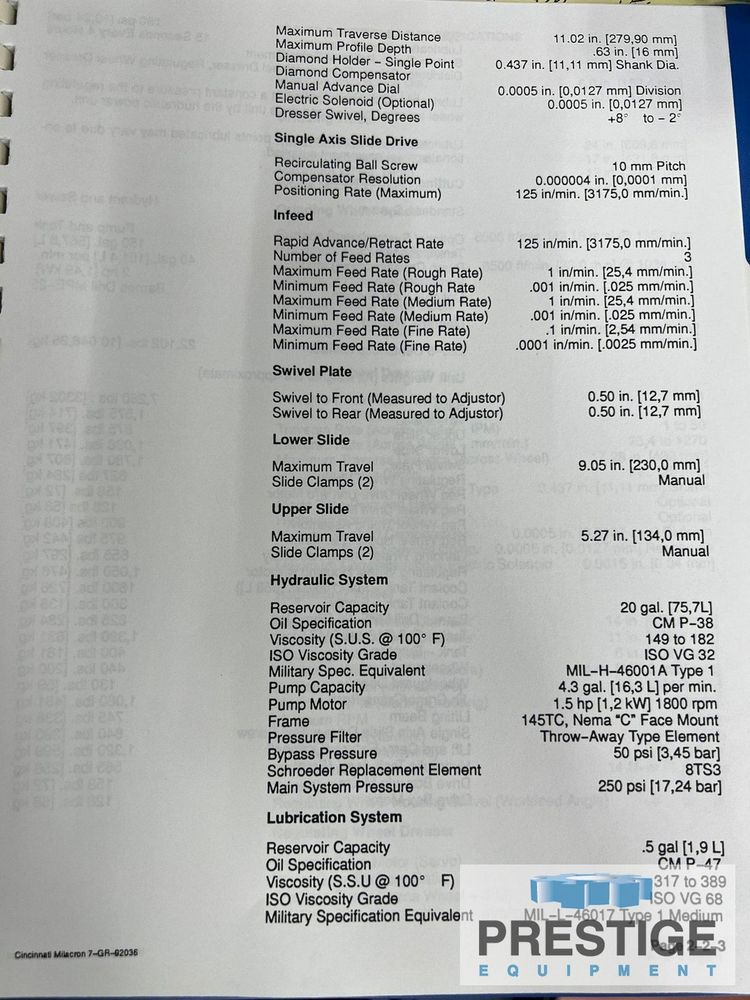 Maximum Traverse Distance 11.02 in. [279,90 mm]
Maximum Profile Depth .63 in. [16 mm]
Diamond Holder – Single Point 0.437 in. [11,11 mm] Shank Dia.
Diamond Compensator
Manual Advance Dial 0.0005 in. [0,0127 mm] Division
Electric Solenoid (Optional) 0.0005 in. [0,0127 mm]
Dresser Swivel, Degrees +8° to – 2°
Single Axis Slide Drive
Recirculating Ball Screw 10 mm Pitch
Compensator Resolution 0.000004 in. [0,0001 mm]
Positioning Rate (Maximum) 125 in/min. [3175,0 mm/min.]
Infeed
Rapid Advance/Retract Rate 125 in/min. [3175,0 mm/min.]
Number of Feed Rates 3
Maximum Feed Rate (Rough Rate) 1 in/min. [25,4 mm/min.]
Minimum Feed Rate (Rough Rate .001 in/min. [.025 mm/min.]
Maximum Feed Rate (Medium Rate) 1 in/min. [25,4 mm/min.]
Minimum Feed Rate (Medium Rate) .001 in/min. [.025 mm/min.]
Maximum Feed Rate (Fine Rate) .1 in/min. [2,54 mm/min.]
Minimum Feed Rate (Fine Rate) .0001 in/min. [.0025 mm/min.]
Swivel Plate
Swivel to Front (Measured to Adjustor) 0.50 in. [12,7 mm]
Swivel to Rear (Measured to Adjustor) 0.50 in. [12,7 mm]
Lower Slide
Maximum Travel 9.05 in. [230,0 mm]
Slide Clamps (2) Manual
Upper Slide
Maximum Travel 5.27 in. [134,0 mm]
Slide Clamps (2) Manual
Hydraulic System
Reservoir Capacity 20 gal. [75,7L]
Oil Specification CM P–38
Viscosity (S.U.S. @ 100° F) 149 to 182
ISO Viscosity Grade ISO VG 32
Military Spec. Equivalent MIL–H–46001A Type 1
Pump Capacity 4.3 gal. [16,3 L] per min.
Pump Motor 1.5 hp [1,2 kW] 1800 rpm
Frame 145TC, Nema “C” Face Mount
Pressure Filter Throw–Away Type Element
Bypass Pressure 50 psi [3,45 bar]
Schroeder Replacement Element 8TS3
Main System Pressure 250 psi [17,24 bar]
Lubrication System
Reservoir Capacity .5 gal [1,9 L]
Oil Specification CM P–47
Viscosity (S.S.U @ 100° F) 317 to 389
ISO Viscosity Grade ISO VG 68
Military Specification Equivalent MIL–L–46017 Type 1 Medium
Cincinnati Milacron 7–GR–92036 Page 2–2–3
PRESTIGE
EQUIPMENT